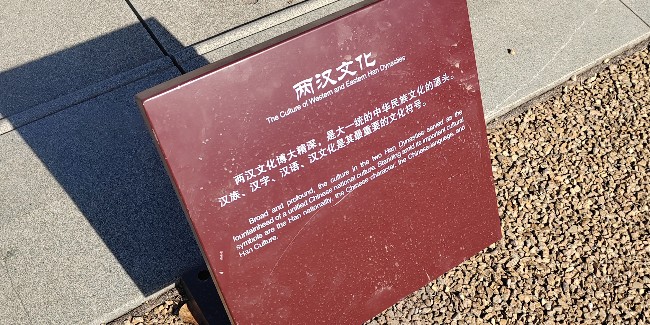 两汉文化
The Culture of Western and Eastern Han Dynasties
两汉文化博大精深，是大一统的中华民族文化的源头。
汉族、汉字、汉语、汉文化是其最重要的文化符号。
Broad and profound, the culture in the two Han Dynasties served as the
fountainhead of a unified Chinese national culture. Standing amid its important cultural
symbols are the Han nationality, the Chinese character, the Chinese language, and
Han Culture.